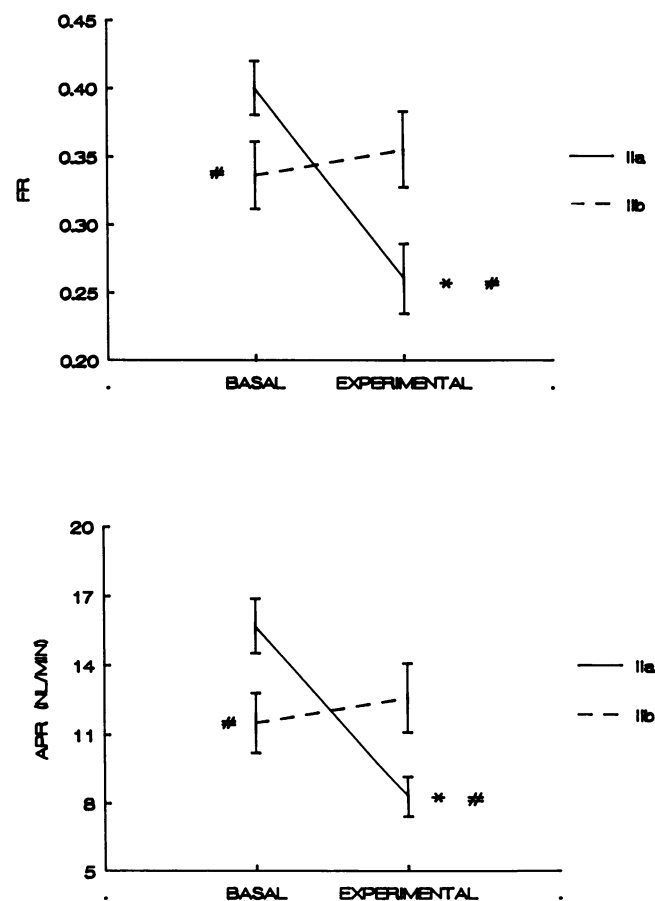 0.45
0.40
0.35
0.30
0.25
0.20
FR
#
* #
BASAL EXPERIMENTAL
IIa
IIb
20
17
14
11
8
5
APR (NL/MIN)
#
* #
BASAL EXPERIMENTAL
IIa
IIb